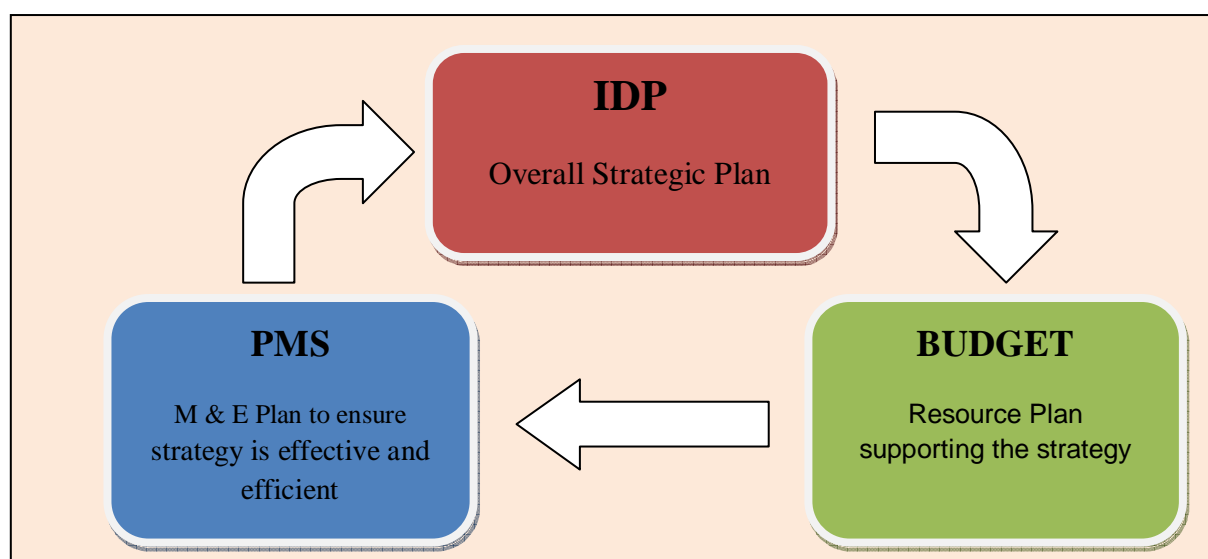 IDP
Overall Strategic Plan
PMS
M & E Plan to ensure
strategy is effective and
efficient
BUDGET
Resource Plan
supporting the strategy